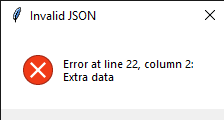 Invalid JSON
Error at line 22, column 2:
Extra data